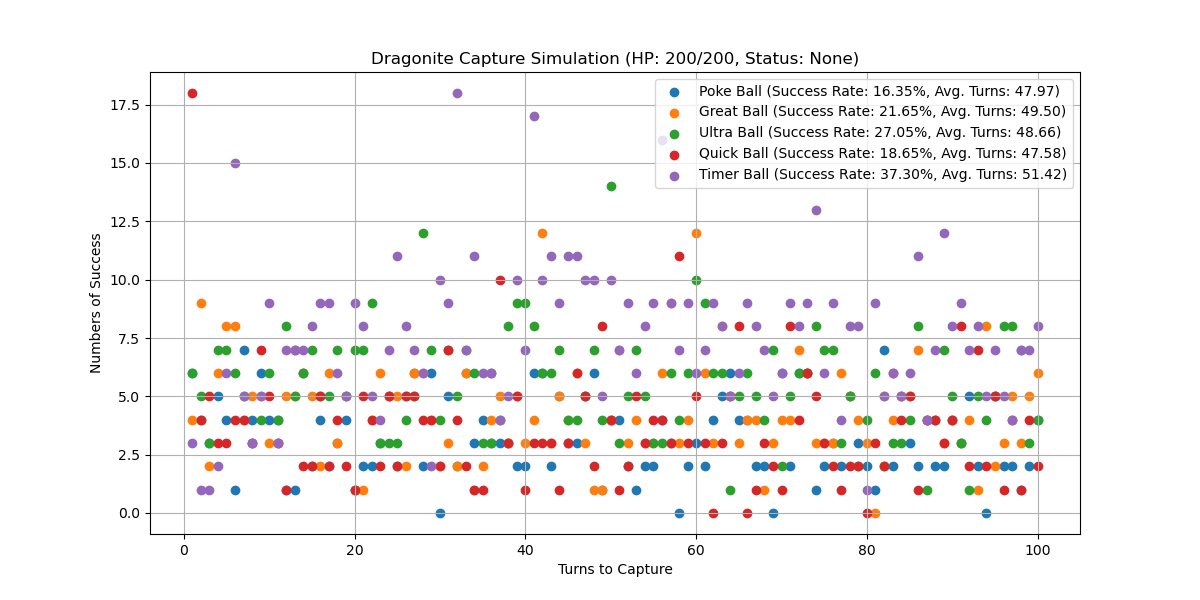 Dragonite Capture Simulation (HP: 200/200, Status: None)
Poke Ball (Success Rate: 16.35%, Avg. Turns: 47.97)
Great Ball (Success Rate: 21.65%, Avg. Turns: 49.50)
Ultra Ball (Success Rate: 27.05%, Avg. Turns: 48.66)
Quick Ball (Success Rate: 18.65%, Avg. Turns: 47.58)
Timer Ball (Success Rate: 37.30%, Avg. Turns: 51.42)
Numbers of Success
17.5
15.0
12.5
10.0
7.5
5.0
2.5
0.0
0 20 40 60 80 100
Turns to Capture